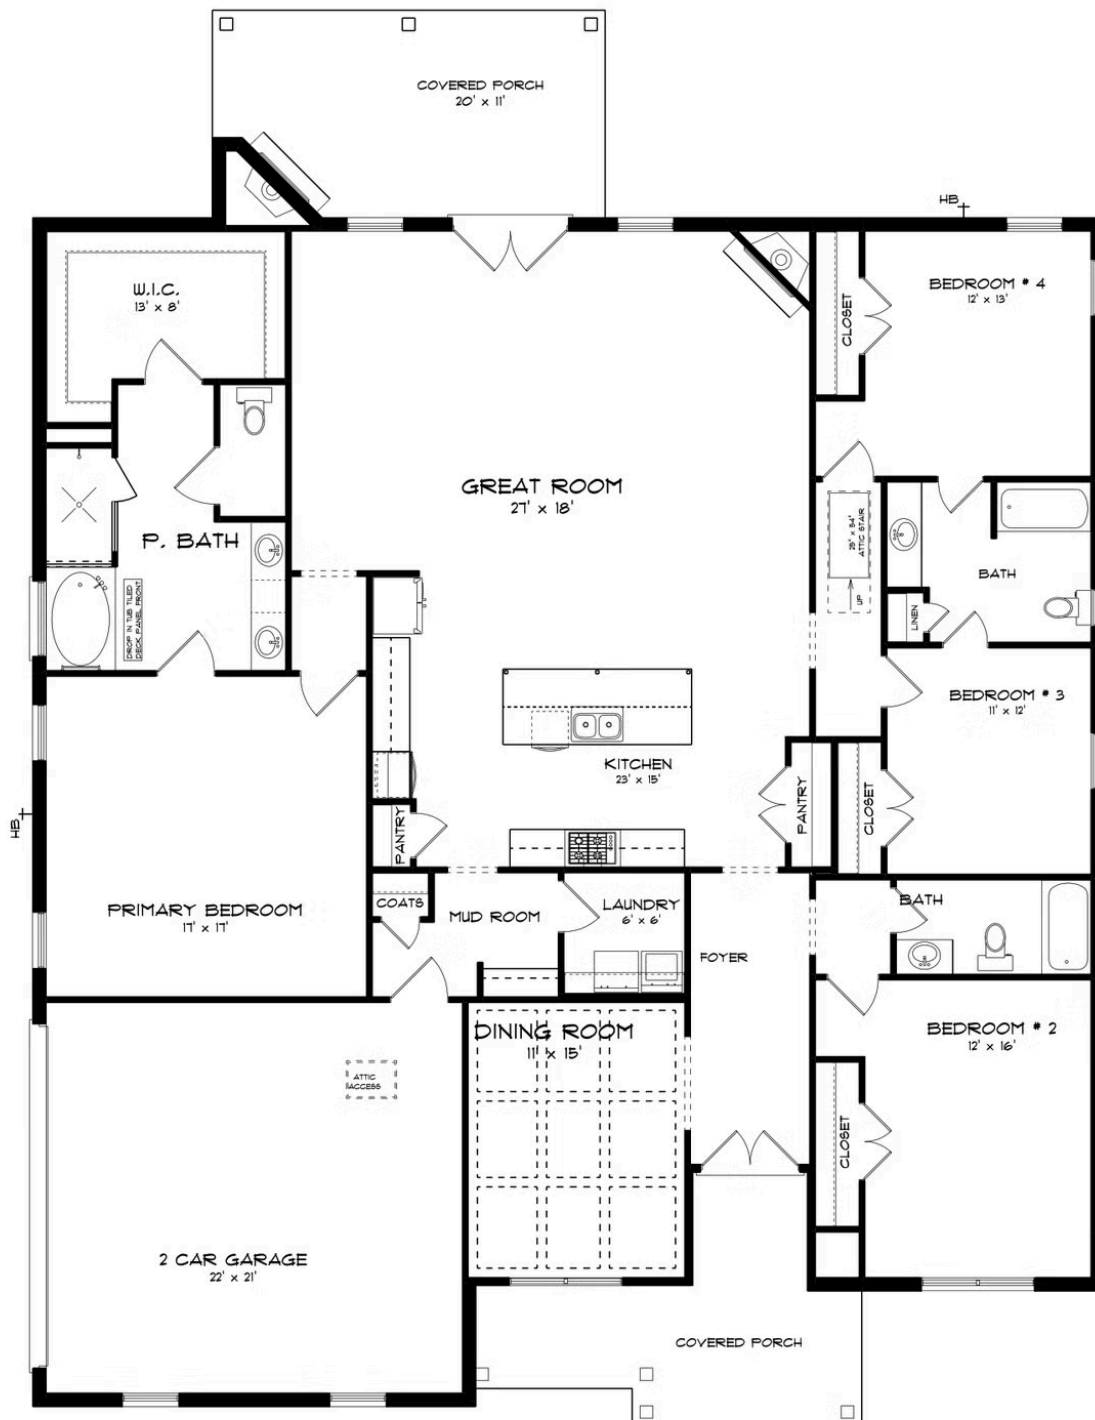 COVERED PORCH
20' x 11'
HB
W.I.C.
13' x 8'
BEDROOM # 4
12' x 13'
CLOSET
GREAT ROOM
27' x 18'
P. BATH
25" x 54"
ATTIC STAIR
UP
BATH
LINEN
DROP IN TUB TILED
DECK PANEL FRONT
BEDROOM # 3
11' x 12'
KITCHEN
23' x 15'
PANTRY
CLOSET
HB
PANTRY
PRIMARY BEDROOM
17' x 17'
COATS
MUD ROOM
LAUNDRY
6' x 6'
BATH
FOYER
DINING ROOM
11' x 15'
BEDROOM # 2
12' x 16'
ATTIC
ACCESS
CLOSET
2 CAR GARAGE
22' x 21'
COVERED PORCH